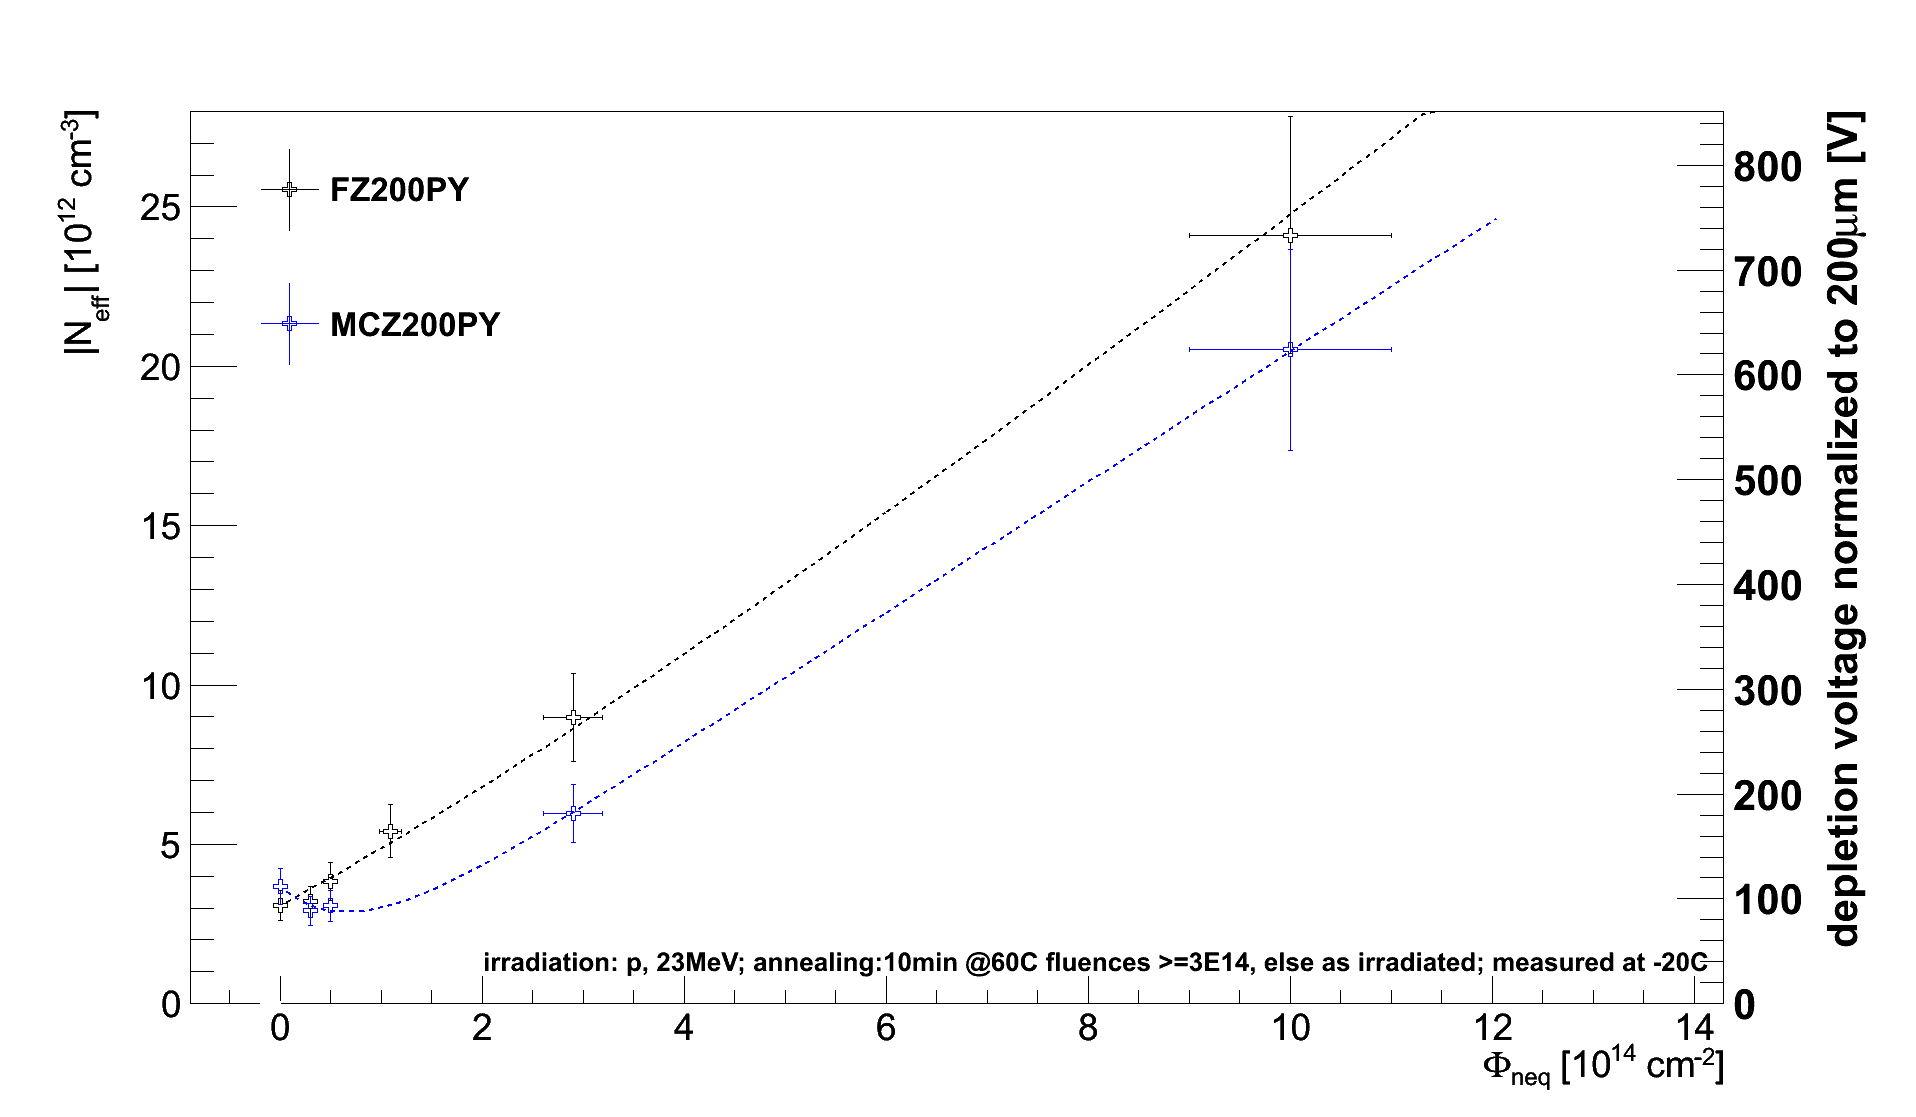 |Neff| [10^12 cm^-3]
25
20
15
10
5
0
FZ200PY
MCZ200PY
800
700
600
500
400
300
200
100
0
depletion voltage normalized to 200μm [V]
irradiation: p, 23MeV; annealing:10min @60C fluences >=3E14, else as irradiated; measured at -20C
0 2 4 6 8 10 12 14
Φneq [10^14 cm^-2]